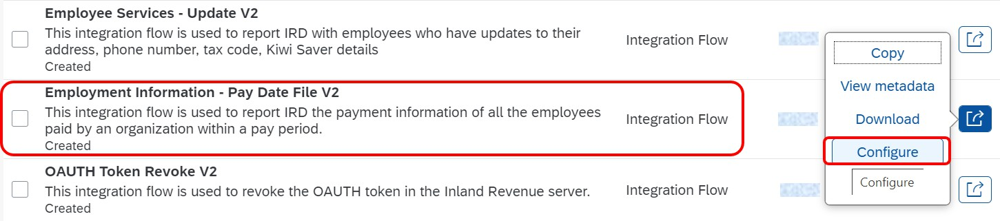 Employee Services - Update V2
This integration flow is used to report IRD with employees who have updates to their
address, phone number, tax code, Kiwi Saver details
Created
Integration Flow
Employment Information - Pay Date File V2
This integration flow is used to report IRD the payment information of all the employees
paid by an organization within a pay period.
Created
Integration Flow
OAUTH Token Revoke V2
This integration flow is used to revoke the OAUTH token in the Inland Revenue server.
Created
Integration Flow
Copy
View metadata
Download
Configure
Configure